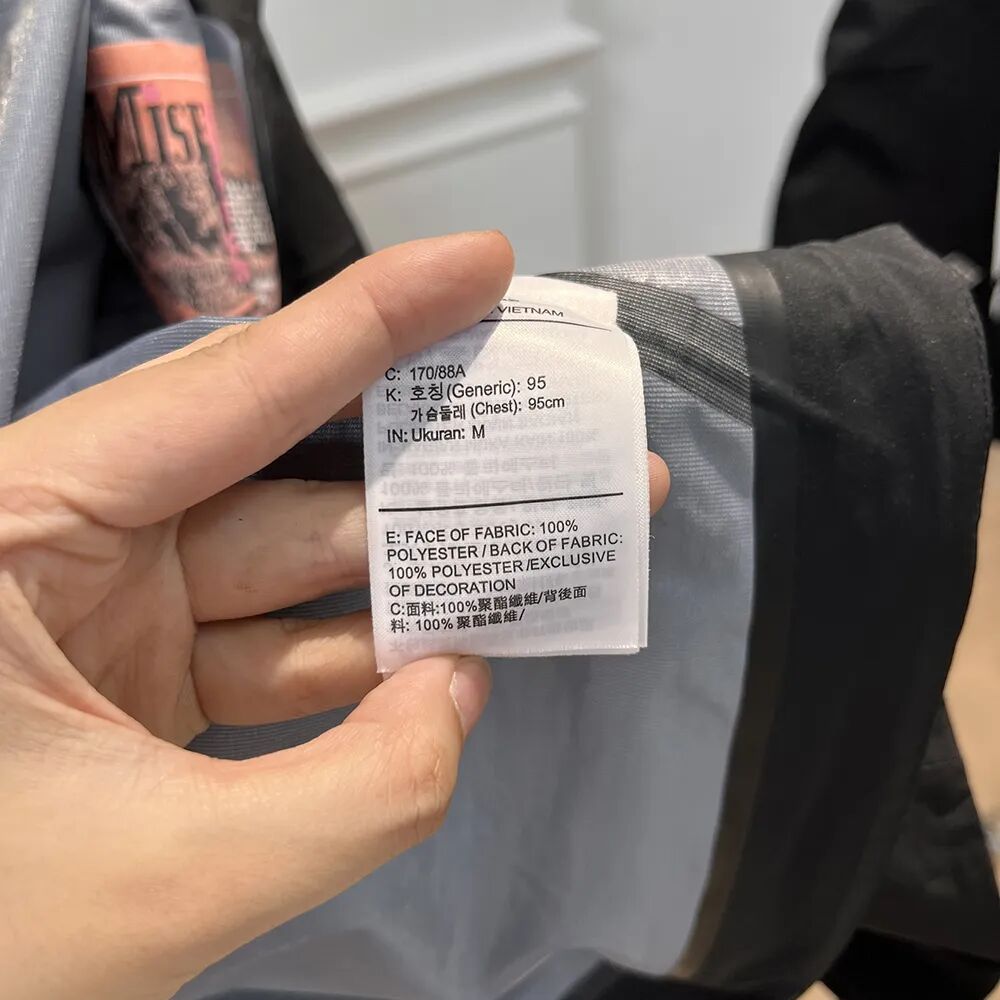 VIETNAM
C: 170/88A
K: 호칭(Generic): 95
가슴둘레 (Chest): 95cm
IN: Ukuran: M
E: FACE OF FABRIC: 100%
POLYESTER / BACK OF FABRIC:
100% POLYESTER /EXCLUSIVE
OF DECORATION
C:面料:100%聚酯纖維/背後面
料: 100%聚酯纖維/